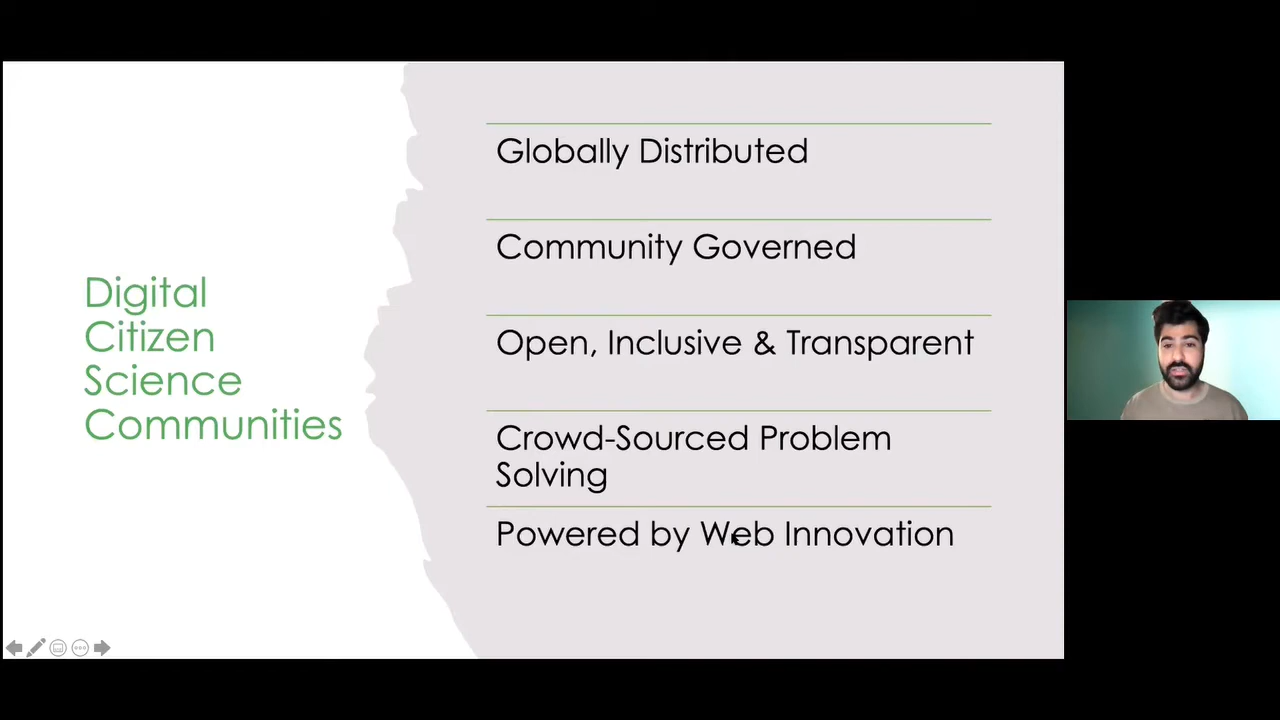 Digital
Citizen
Science
Communities
Globally Distributed
Community Governed
Open, Inclusive & Transparent
Crowd-Sourced Problem
Solving
Powered by Web Innovation